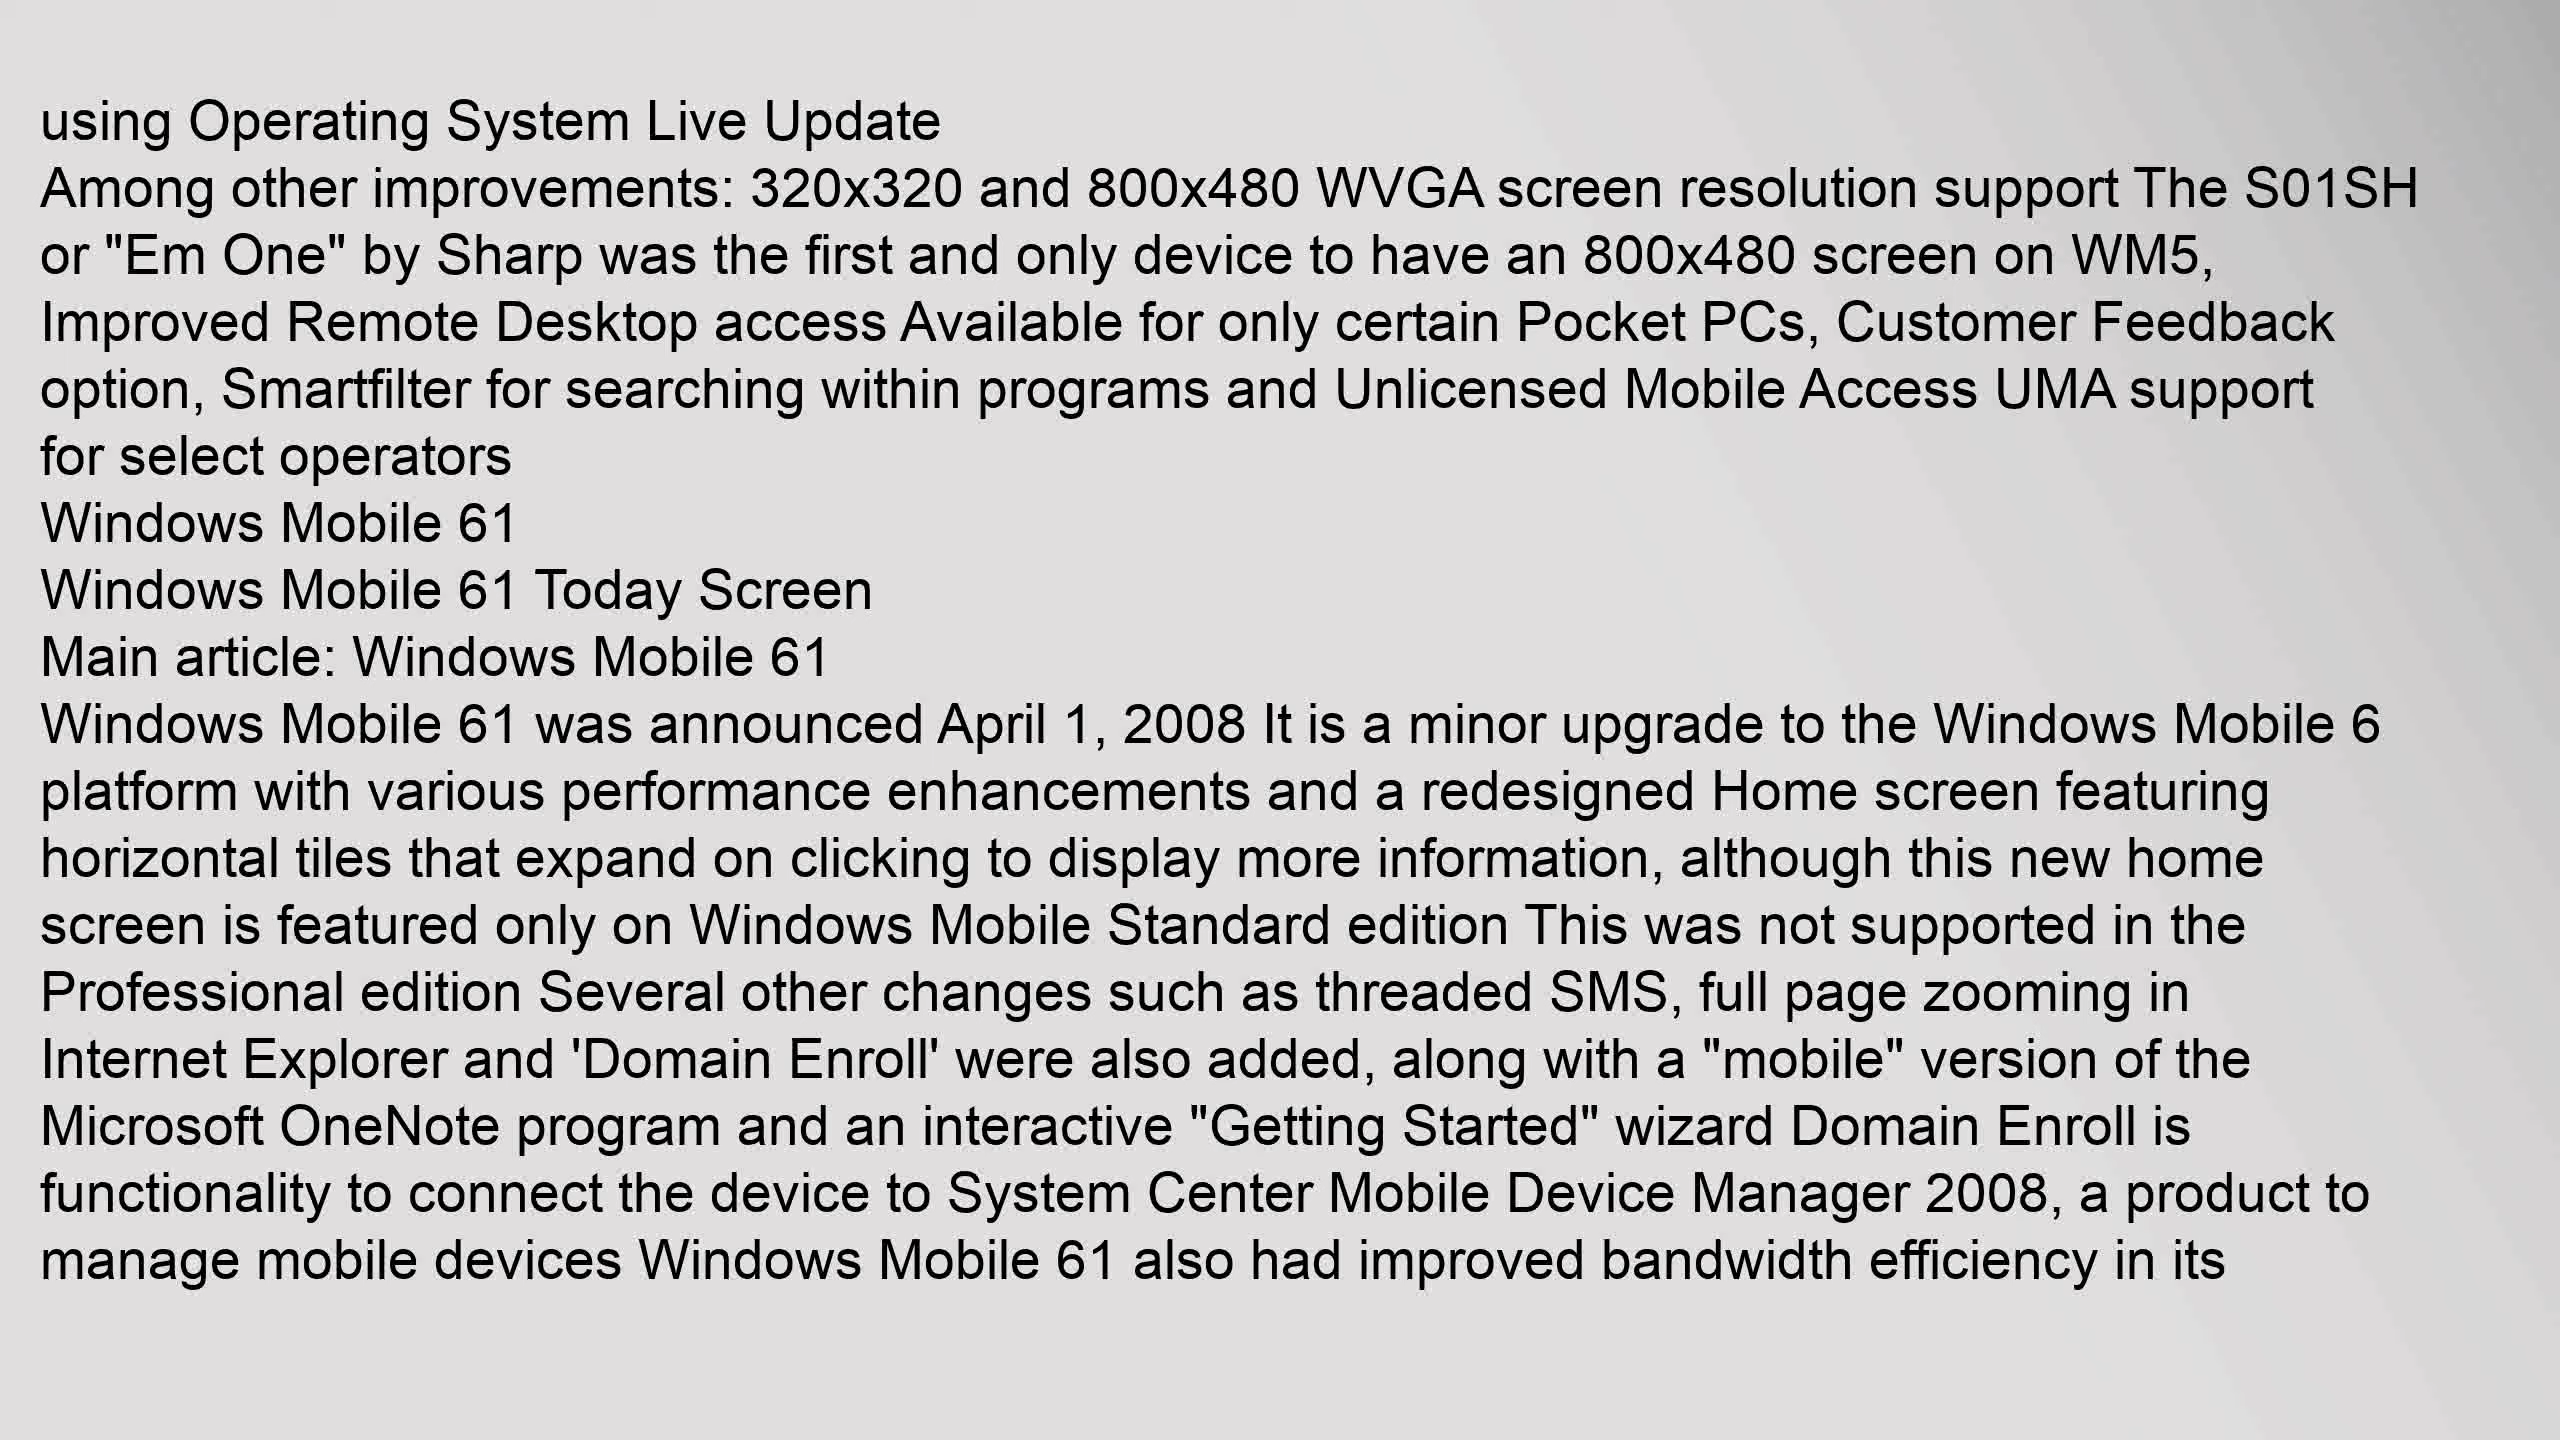 using Operating System Live Update
Among other improvements: 320x320 and 800x480 WVGA screen resolution support The S01SH
or "Em One" by Sharp was the first and only device to have an 800x480 screen on WM5,
Improved Remote Desktop access Available for only certain Pocket PCs, Customer Feedback
option, Smartfilter for searching within programs and Unlicensed Mobile Access UMA support
for select operators
Windows Mobile 61
Windows Mobile 61 Today Screen
Main article: Windows Mobile 61
Windows Mobile 61 was announced April 1, 2008 It is a minor upgrade to the Windows Mobile 6
platform with various performance enhancements and a redesigned Home screen featuring
horizontal tiles that expand on clicking to display more information, although this new home
screen is featured only on Windows Mobile Standard edition This was not supported in the
Professional edition Several other changes such as threaded SMS, full page zooming in
Internet Explorer and 'Domain Enroll' were also added, along with a "mobile" version of the
Microsoft OneNote program and an interactive "Getting Started" wizard Domain Enroll is
functionality to connect the device to System Center Mobile Device Manager 2008, a product to
manage mobile devices Windows Mobile 61 also had improved bandwidth efficiency in its